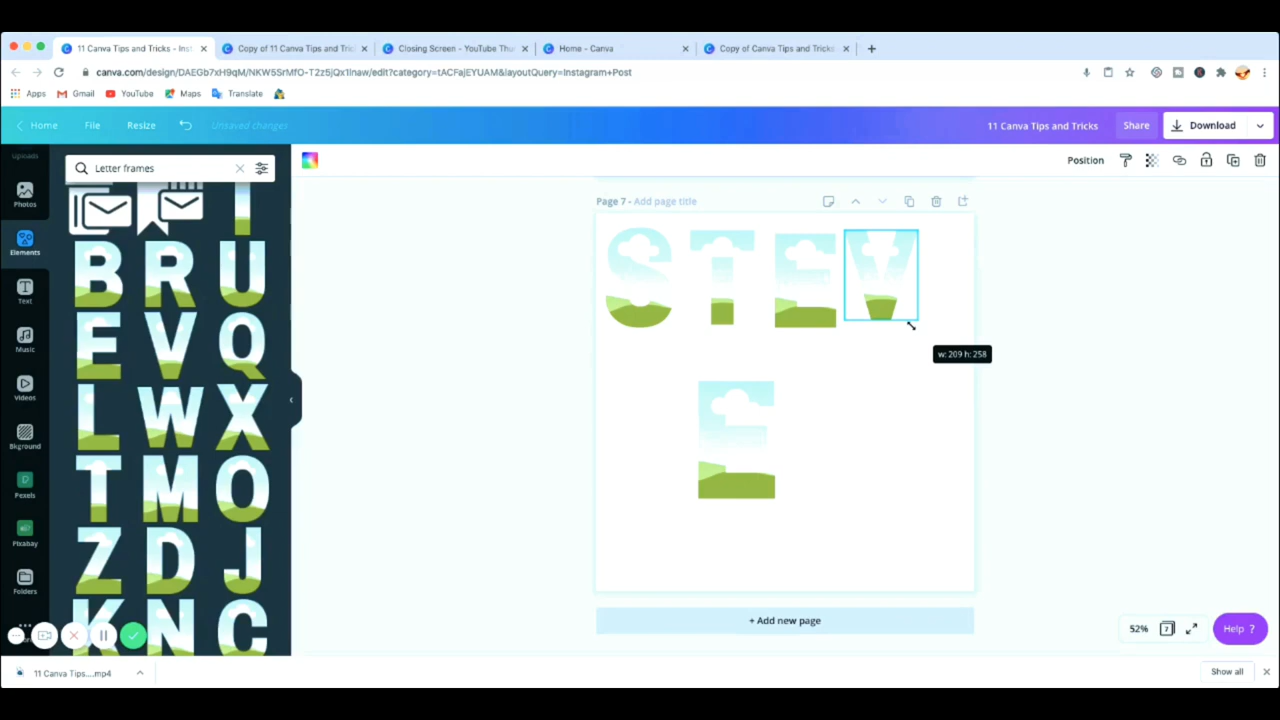 11 Canva Tips and Tricks - Inst
Copy of 11 Canva Tips and Tric
Closing Screen - YouTube Thu
Home - Canva
Copy of Canva Tips and Tricks
canva.com/design/DAEGb7xH9qM/NKW5SrMfO-T2z5jQx1lnaw/edit?category=tACFajEYUAM&layoutQuery=Instagram+Post
Apps
Gmail
YouTube
Maps
Translate
Home
File
Resize
Unsaved changes
11 Canva Tips and Tricks
Share
Download
Uploads
Photos
Elements
Text
Music
Videos
Bkground
Pexels
Pixabay
Folders
Letter frames
I
B R U
E V Q
L W X
T M O
Z D J
K N C
Position
Page 7 - Add page title
S T E V
w: 209 h: 258
E
+ Add new page
52%
7
Help ?
11 Canva Tips....mp4
Show all